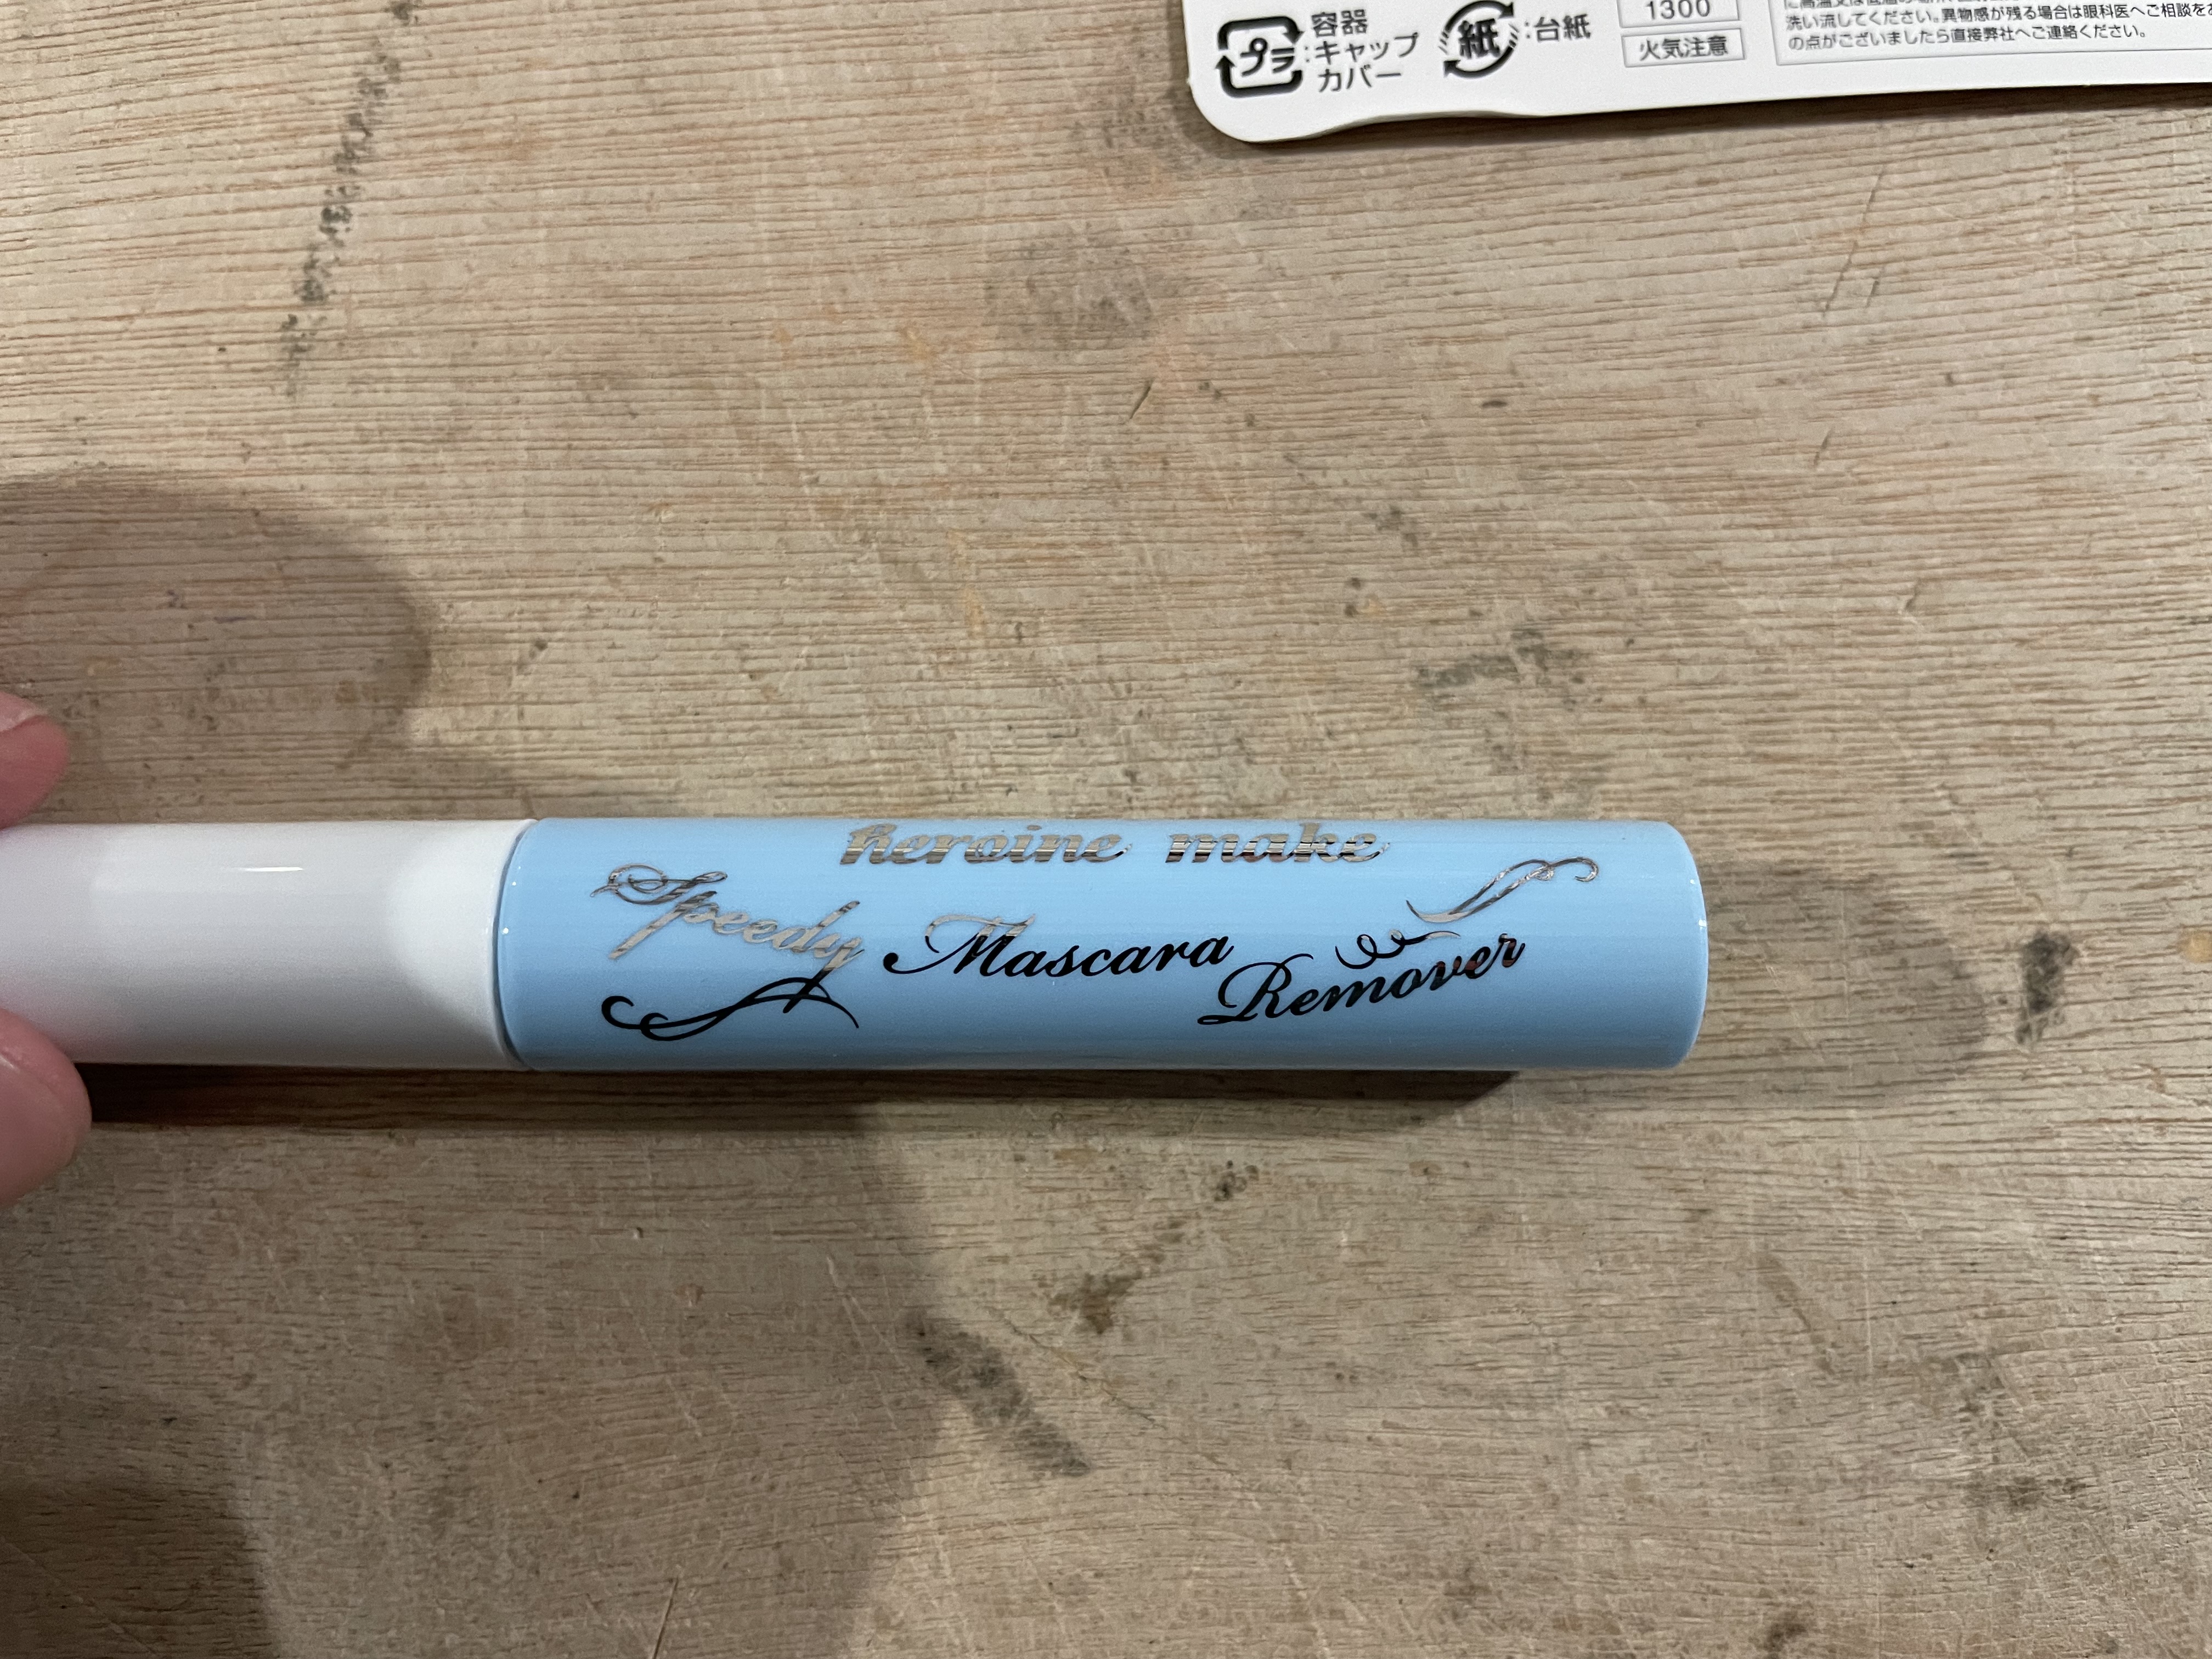 容器
プラ:キャップ
カバー
紙:台紙
1300
火気注意
洗い流してください。異物感が残る場合は眼科医へご相談を
の点がございましたら直接弊社へご連絡ください。
heroine make
Speedy Mascara Remover